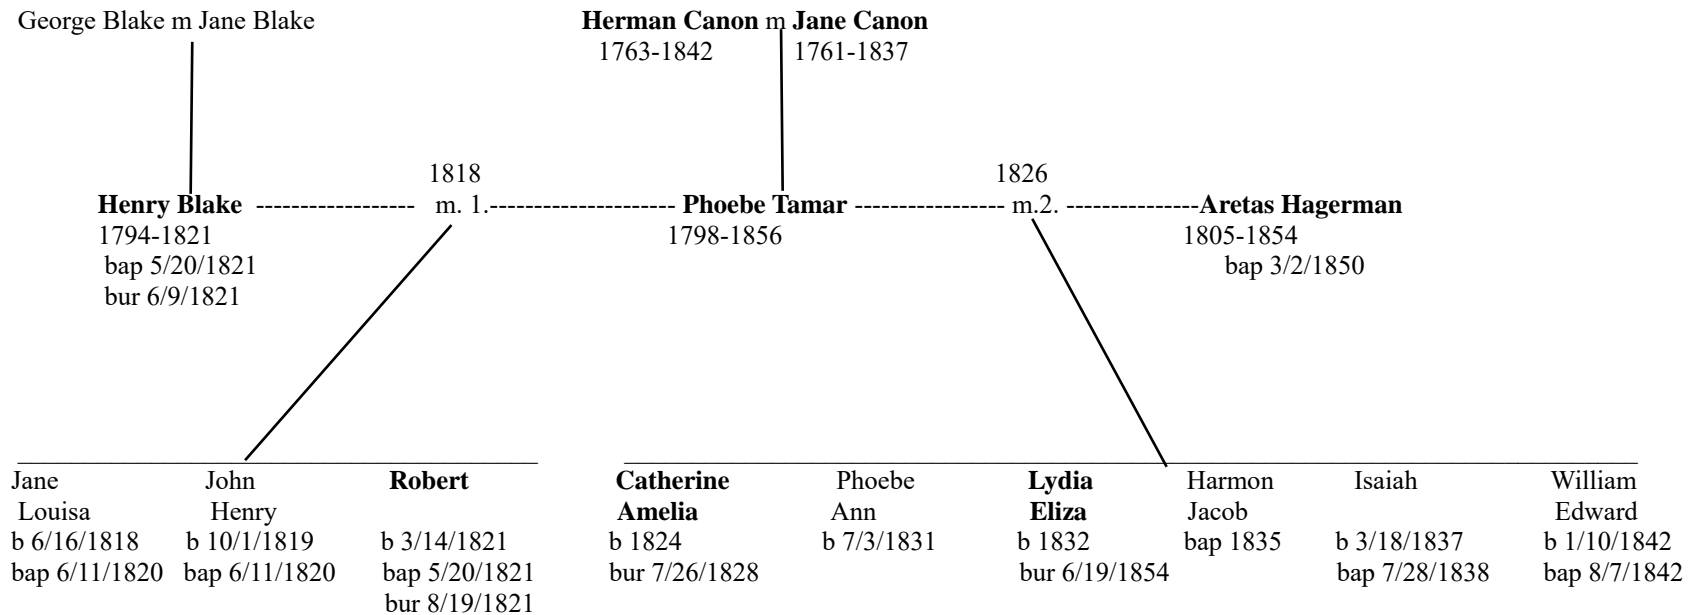 George Blake m Jane Blake
Herman Canon m Jane Canon
1763-1842 1761-1837
1818 1826
Henry Blake ------------------ m. 1.--------------------- Phoebe Tamar ----------------- m.2. ---------------Aretas Hagerman
1794-1821 1798-1856 1805-1854
bap 5/20/1821 bap 3/2/1850
bur 6/9/1821
Jane John Robert Catherine Phoebe Lydia Harmon Isaiah William
Louisa Henry Amelia Ann Eliza Jacob Edward
b 6/16/1818 b 10/1/1819 b 3/14/1821 b 1824 b 7/3/1831 b 1832 bap 1835 b 3/18/1837 b 1/10/1842
bap 6/11/1820 bap 6/11/1820 bap 5/20/1821 bur 7/26/1828 bur 6/19/1854 bap 7/28/1838 bap 8/7/1842
bur 8/19/1821